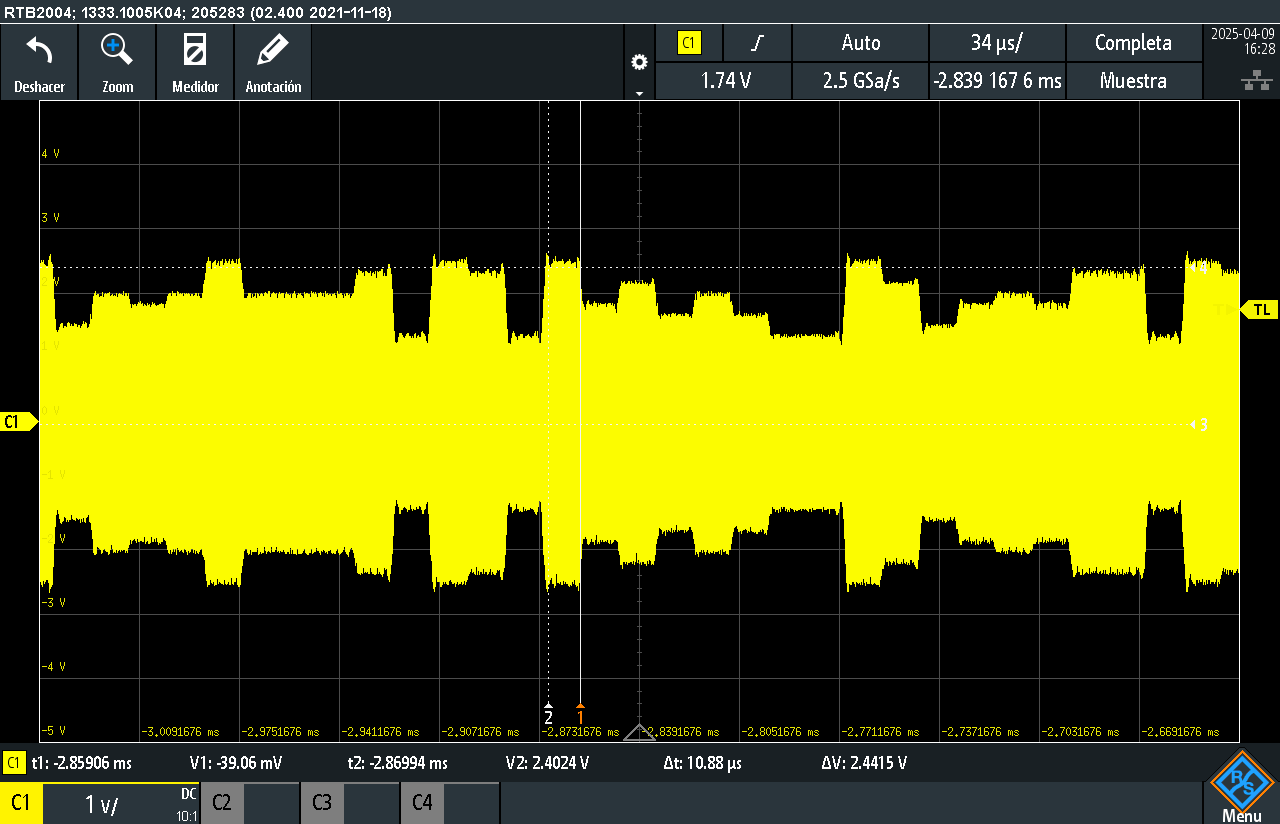 RTB2004; 1333.1005K04; 205283 (02.400 2021-11-18)
Deshacer
Zoom
Medidor
Anotación
C1
Auto
34 µs/
Completa
1.74 V
2.5 GSa/s
-2.839 167 6 ms
Muestra
2025-04-09
16:28
4 V
3 V
2 V
1 V
0 V
-1 V
-2 V
-3 V
-4 V
-5 V
4
T
TL
C1
3
2
1
-3.0091676 ms
-2.9751676 ms
-2.9411676 ms
-2.9071676 ms
-2.8731676 ms
-2.8391676 ms
-2.8051676 ms
-2.7711676 ms
-2.7371676 ms
-2.7031676 ms
-2.6691676 ms
C1 t1: -2.85906 ms V1: -39.06 mV t2: -2.86994 ms V2: 2.4024 V Δt: 10.88 µs ΔV: 2.4415 V
C1
1 V/
DC
10:1
C2
C3
C4
R S
Menu